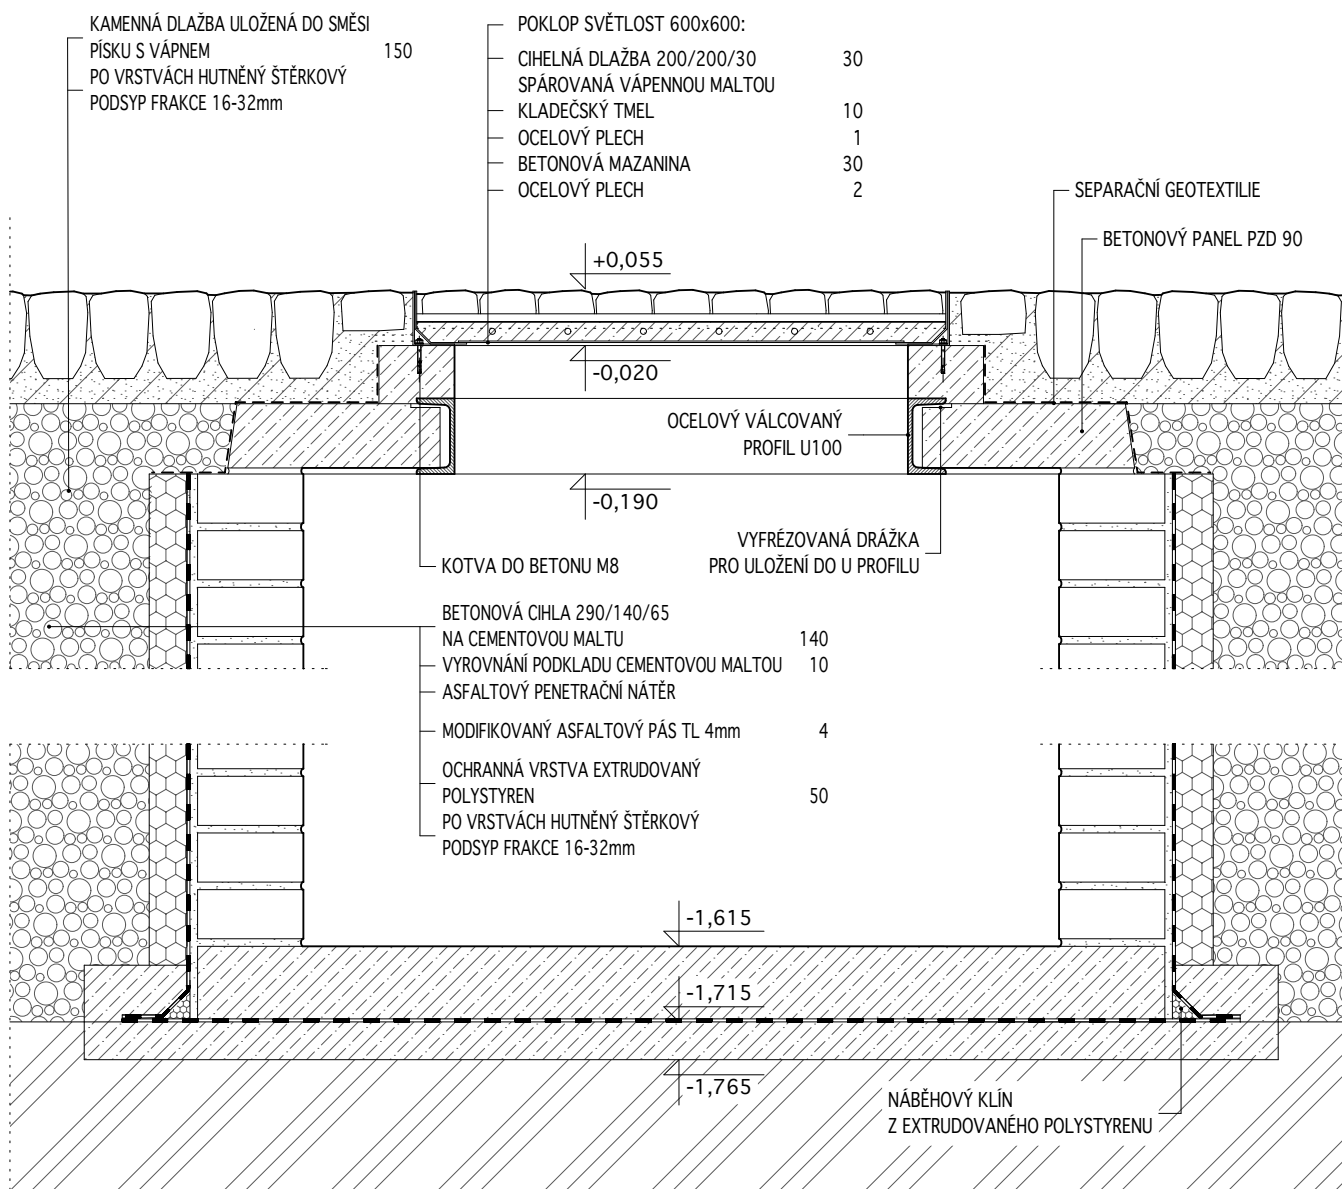 KAMENNÁ DLAŽBA ULOŽENÁ DO SMĚSI
PÍSKU S VÁPNEM 150
PO VRSTVÁCH HUTNĚNÝ ŠTĚRKOVÝ
PODSYP FRAKCE 16-32mm
POKLOP SVĚTLOST 600x600:
CIHELNÁ DLAŽBA 200/200/30 30
SPÁROVANÁ VÁPENNOU MALTOU
KLADEČSKÝ TMEL 10
OCELOVÝ PLECH 1
BETONOVÁ MAZANINA 30
OCELOVÝ PLECH 2
SEPARAČNÍ GEOTEXTILIE
BETONOVÝ PANEL PZD 90
+0,055
-0,020
OCELOVÝ VÁLCOVANÝ
PROFIL U100
-0,190
VYFRÉZOVANÁ DRÁŽKA
PRO ULOŽENÍ DO U PROFILU
KOTVA DO BETONU M8
BETONOVÁ CIHLA 290/140/65
NA CEMENTOVOU MALTU 140
VYROVNÁNÍ PODKLADU CEMENTOVOU MALTOU 10
ASFALTOVÝ PENETRAČNÍ NÁTĚR
MODIFIKOVANÝ ASFALTOVÝ PÁS TL 4mm 4
OCHRANNÁ VRSTVA EXTRUDOVANÝ
POLYSTYREN 50
PO VRSTVÁCH HUTNĚNÝ ŠTĚRKOVÝ
PODSYP FRAKCE 16-32mm
-1,615
-1,715
-1,765
NÁBĚHOVÝ KLÍN
Z EXTRUDOVANÉHO POLYSTYRENU